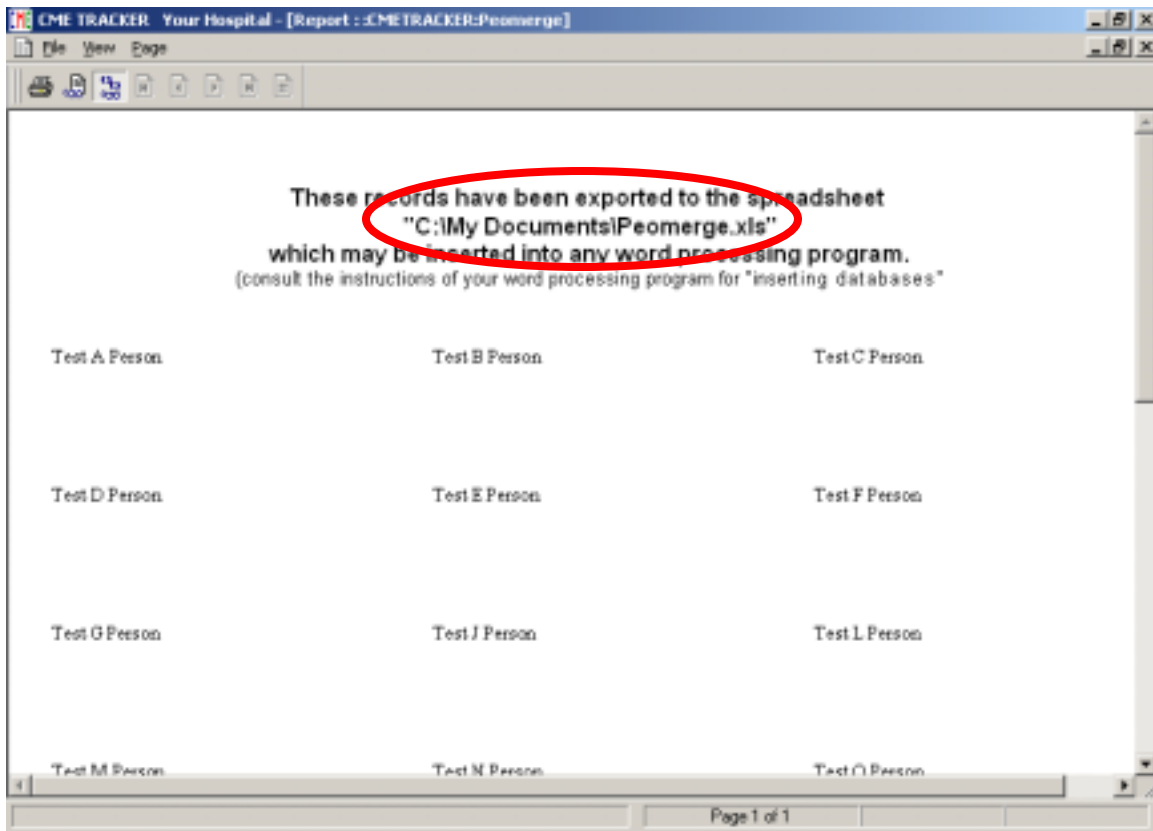 CME TRACKER Your Hospital - [Report : :CMETRACKER:Peomerge]
File View Page
These records have been exported to the spreadsheet
"C:\My Documents\Peomerge.xls"
which may be inserted into any word processing program.
(consult the instructions of your word processing program for "inserting databases"
Test A Person Test B Person Test C Person
Test D Person Test E Person Test F Person
Test G Person Test J Person Test L Person
Test M Person Test N Person Test O Person
Page 1 of 1